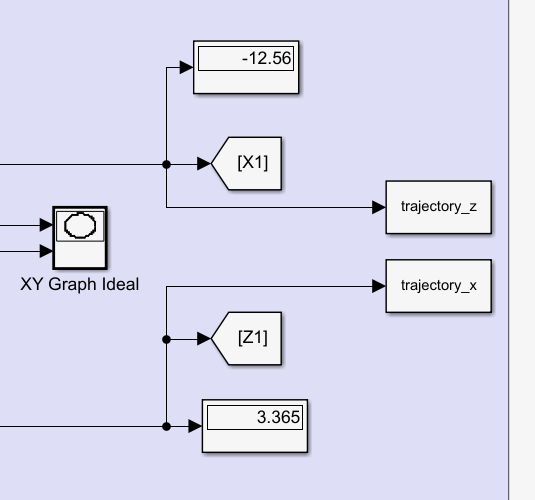 -12.56
[X1]
trajectory_z
XY Graph Ideal
trajectory_x
[Z1]
3.365